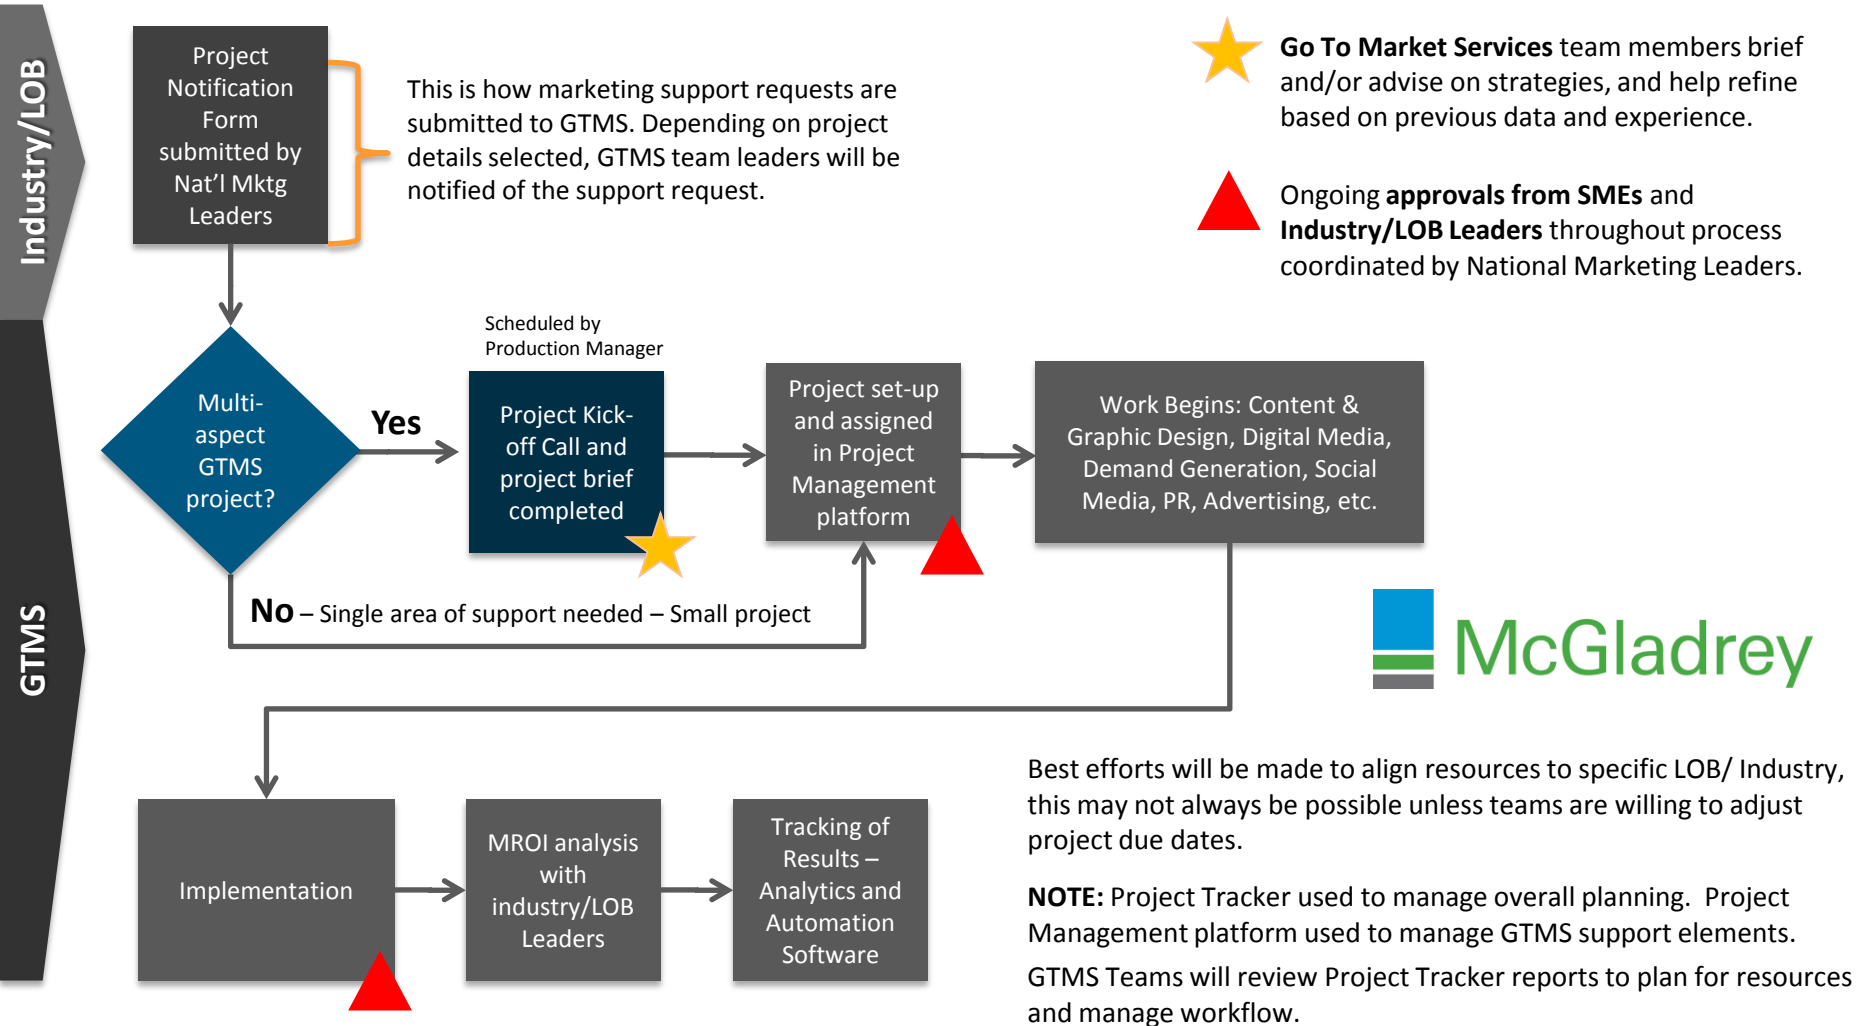 Industry/LOB
Project
Notification
Form
submitted by
Nat’l Mktg
Leaders
This is how marketing support requests are
submitted to GTMS. Depending on project
details selected, GTMS team leaders will be
notified of the support request.
Go To Market Services team members brief
and/or advise on strategies, and help refine
based on previous data and experience.
Ongoing approvals from SMEs and
Industry/LOB Leaders throughout process
coordinated by National Marketing Leaders.
GTMS
Multi-
aspect
GTMS
project?
Yes
Scheduled by
Production Manager
Project Kick-
off Call and
project brief
completed
Project set-up
and assigned
in Project
Management
platform
Work Begins: Content &
Graphic Design, Digital Media,
Demand Generation, Social
Media, PR, Advertising, etc.
No – Single area of support needed – Small project
McGladrey
Implementation
MROI analysis
with
industry/LOB
Leaders
Tracking of
Results –
Analytics and
Automation
Software
Best efforts will be made to align resources to specific LOB/ Industry,
this may not always be possible unless teams are willing to adjust
project due dates.
NOTE: Project Tracker used to manage overall planning.  Project
Management platform used to manage GTMS support elements.
GTMS Teams will review Project Tracker reports to plan for resources
and manage workflow.